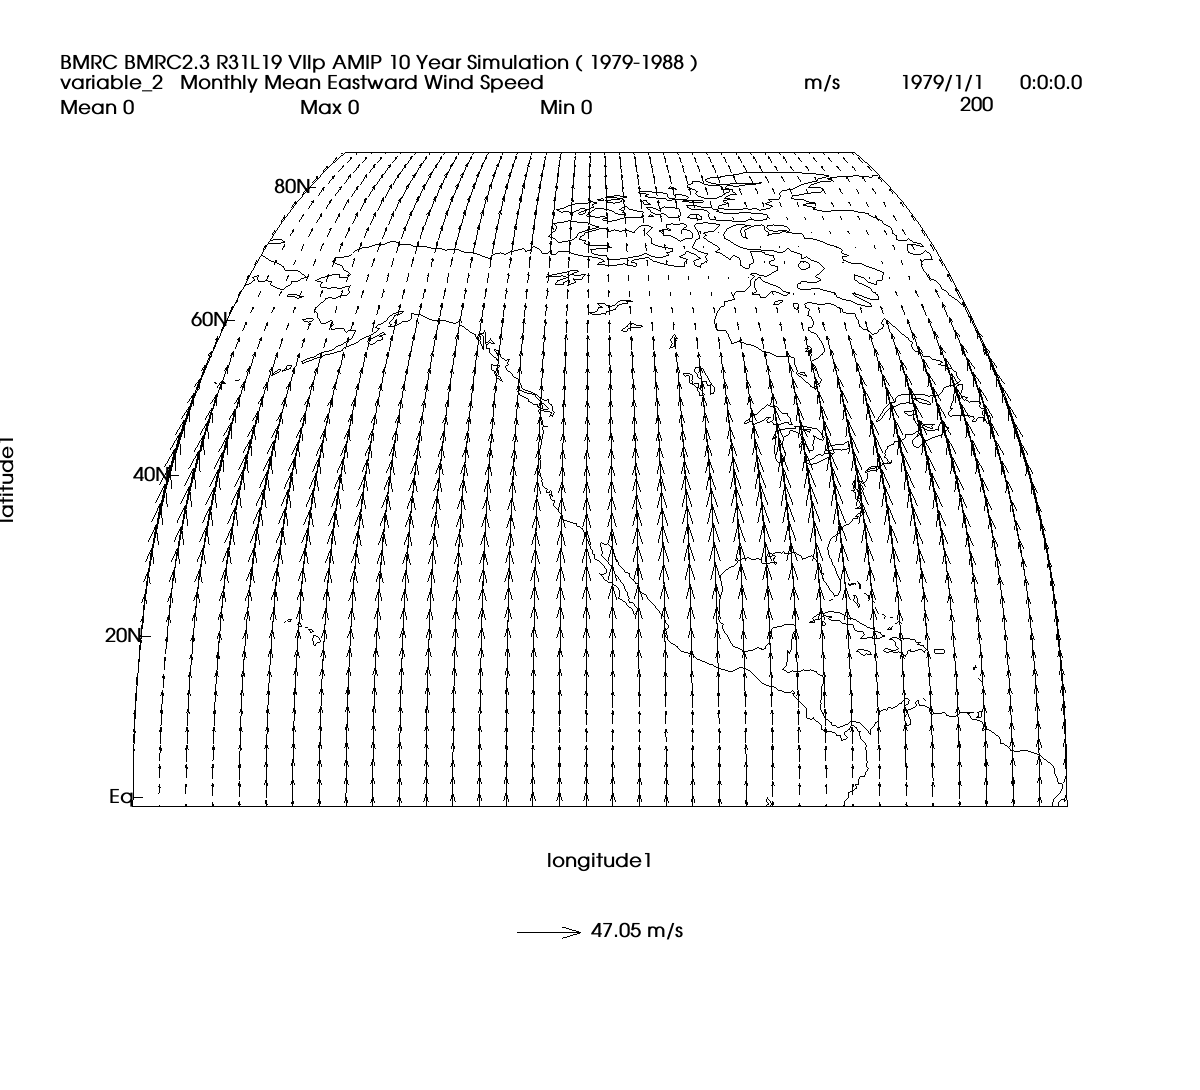 BMRC BMRC2.3 R31L19 VIIp AMIP 10 Year Simulation ( 1979-1988 )
variable_2 Monthly Mean Eastward Wind Speed m/s 1979/1/1 0:0:0.0
Mean 0 Max 0 Min 0 200
80N
60N
latitude1
40N
20N
Eq
longitude1
47.05 m/s